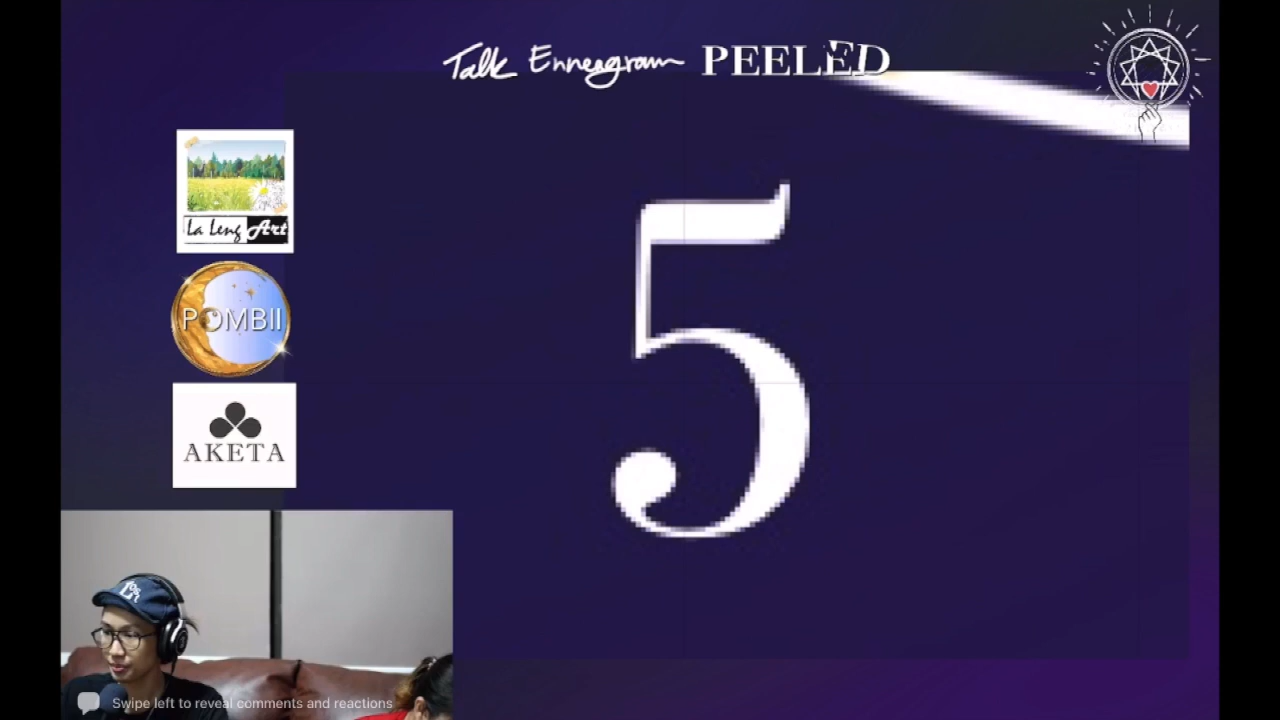 Talk Enneagram PEELED
La Leng Art
POMBII
5
AKETA
Swipe left to reveal comments and reactions